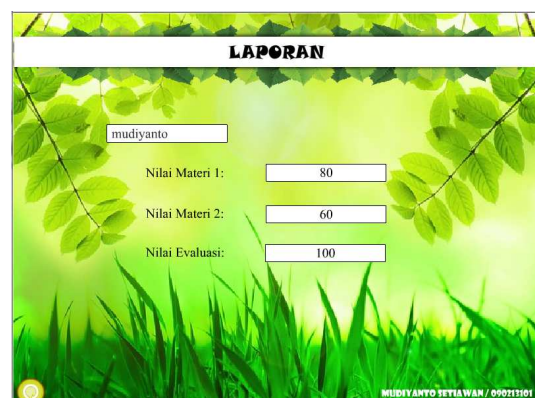 LAPORAN
mudiyanto
Nilai Materi 1: 80
Nilai Materi 2: 60
Nilai Evaluasi: 100
MUDIYANTO SETIAWAN / 090213101